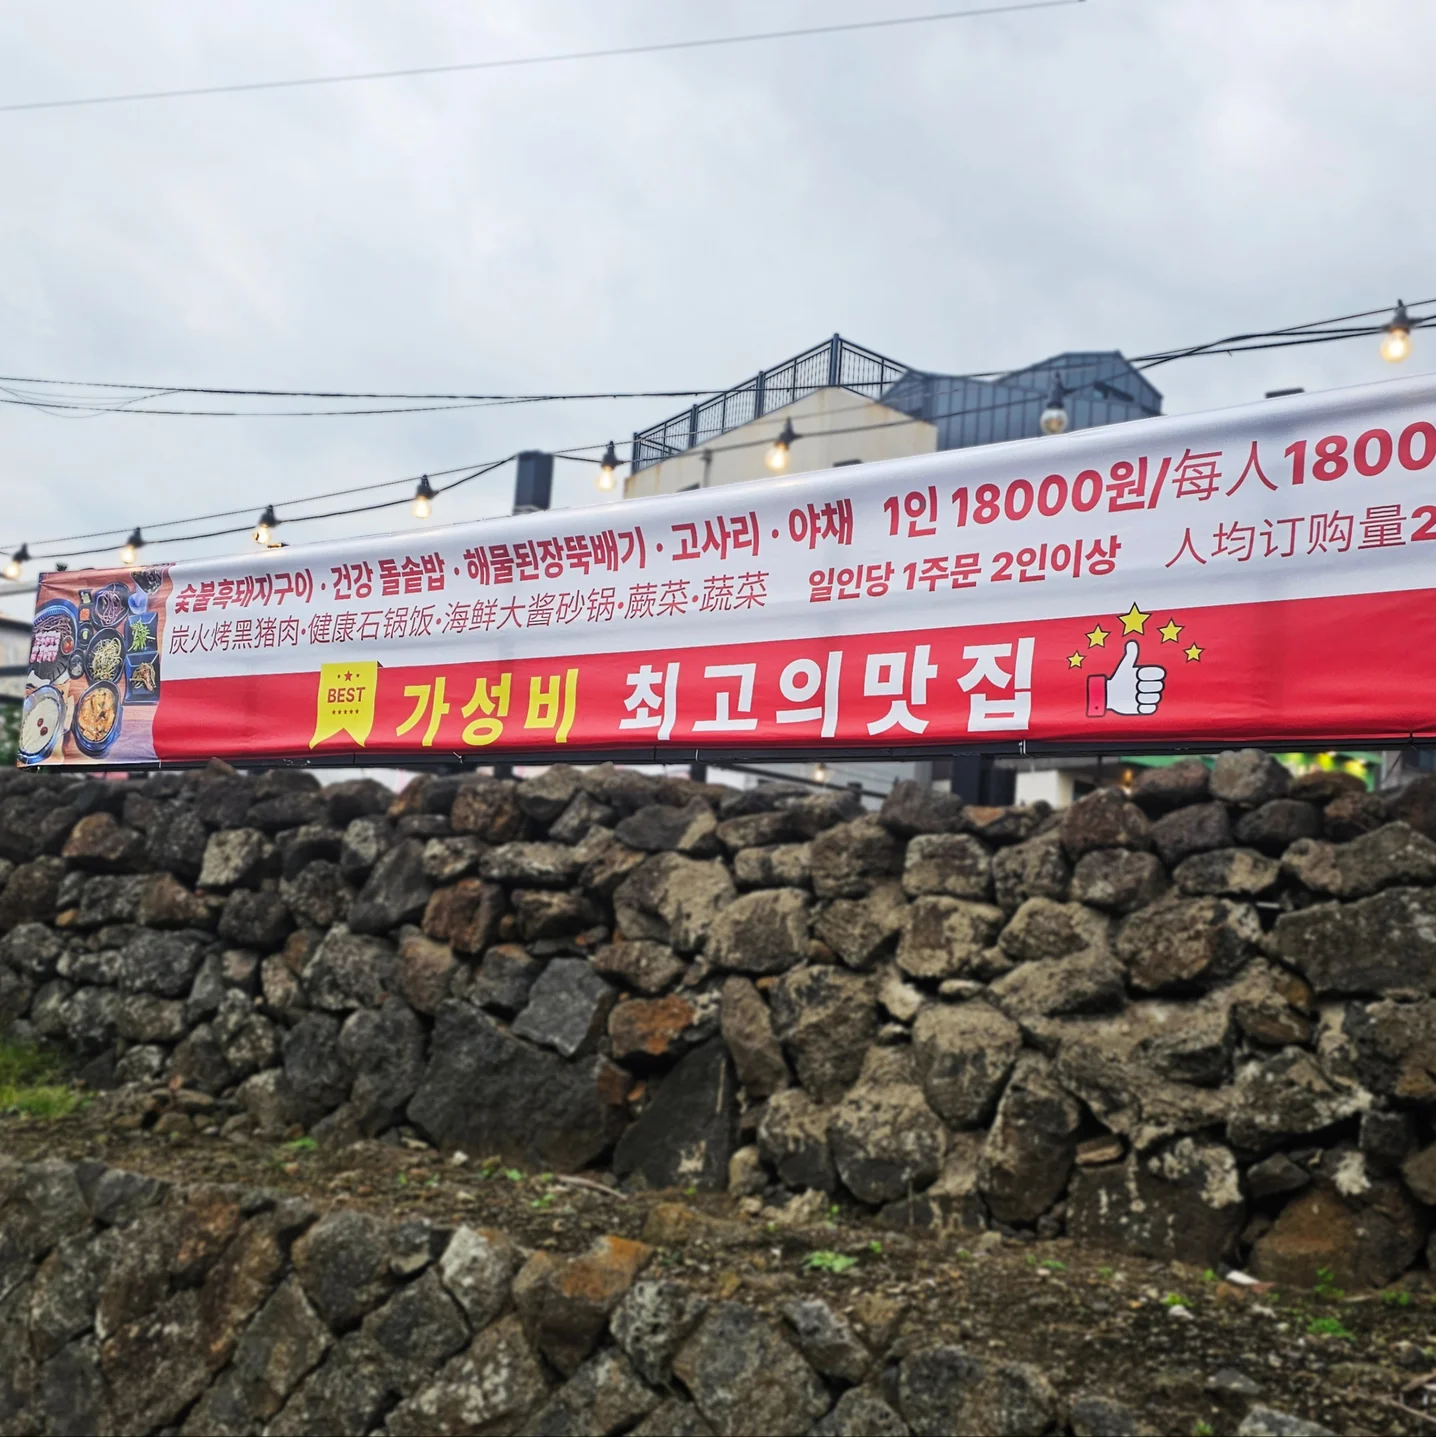 숯불흑돼지구이 · 건강 돌솥밥 · 해물된장뚝배기 · 고사리 · 야채 1인 18000원/每人1800
炭火烤黑猪肉·健康石锅饭·海鲜大酱砂锅·蕨菜·蔬菜 일인당 1주문 2인이상 人均订购量2
BEST 가성비 최고의맛집